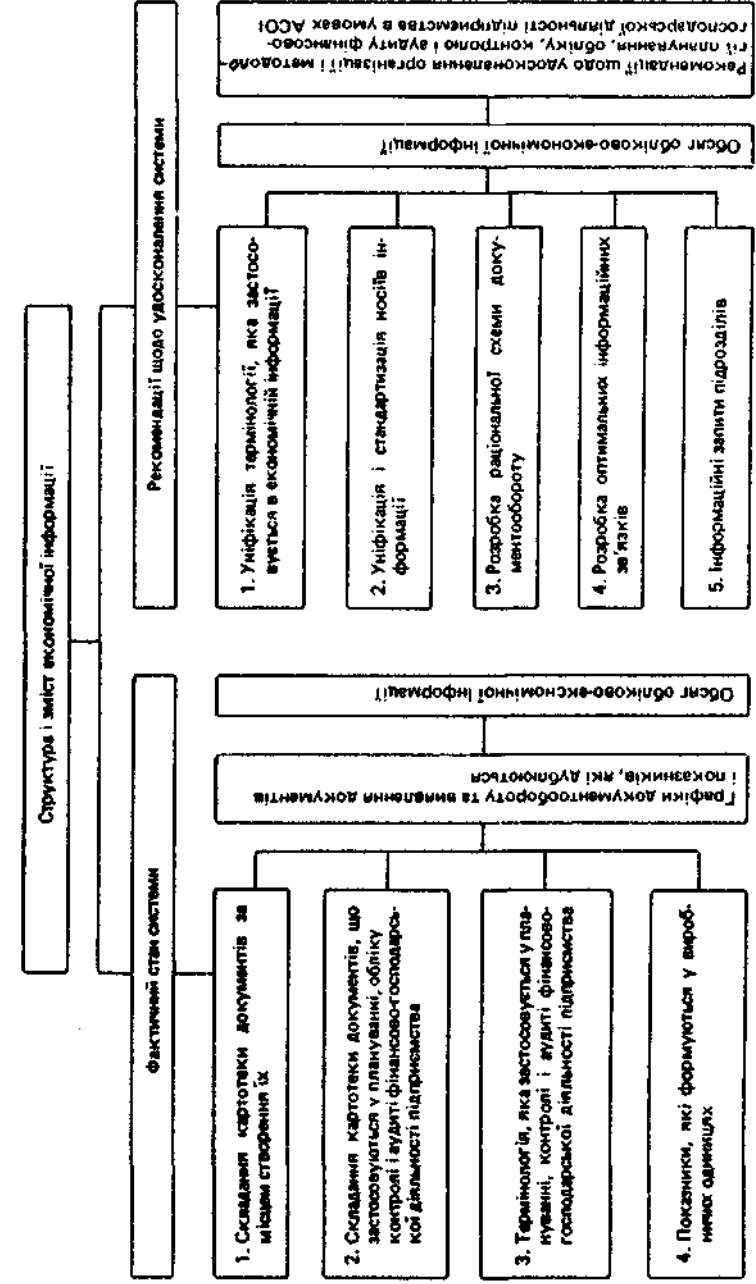 Структура і зміст економічної інформації
Фактичний стан системи
1. Складання картотеки документів за
місцем створення їх
2. Складання картотеки документів, що
застосовуються у плануванні, обліку
контролі і аудиті фінансово-господарсь-
кої діяльності підприємства
3. Термінологія, яка застосовується у пла-
нуванні, контролі і аудиті фінансово-
господарської діяльності підприємства
4. Показники, які формуються у вироб-
ничих одиницях
Графіки документообороту та виявлення документів
і показників, які дублюються
Обсяг обліково-економічної інформації
Рекомендації щодо удосконалення системи
1. Уніфікація термінології, яка застосо-
вується в економічній інформації
2. Уніфікація і стандартизація носіїв ін-
формації
3. Розробка раціональної схеми доку-
ментообороту
4. Розробка оптимальних інформаційних
зв'язків
5. Інформаційні запити підрозділів
Обсяг обліково-економічної інформації
Рекомендації щодо удосконалення організації і методоло-
гії планування, обліку, контролю і аудиту фінансово-
господарської діяльності підприємства в умовах АСОІ